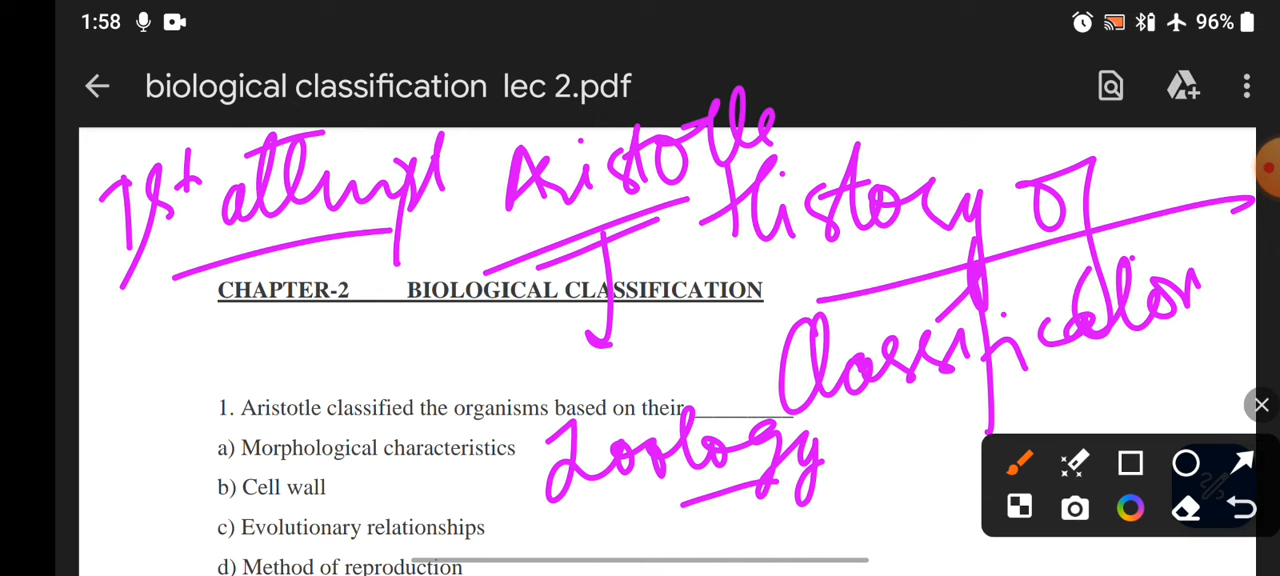 1:58 96%
biological classification lec 2.pdf
1st attempt Aristotle
History of
Classification
CHAPTER-2 BIOLOGICAL CLASSIFICATION
1. Aristotle classified the organisms based on their__________
Zoology
a) Morphological characteristics
b) Cell wall
c) Evolutionary relationships
d) Method of reproduction